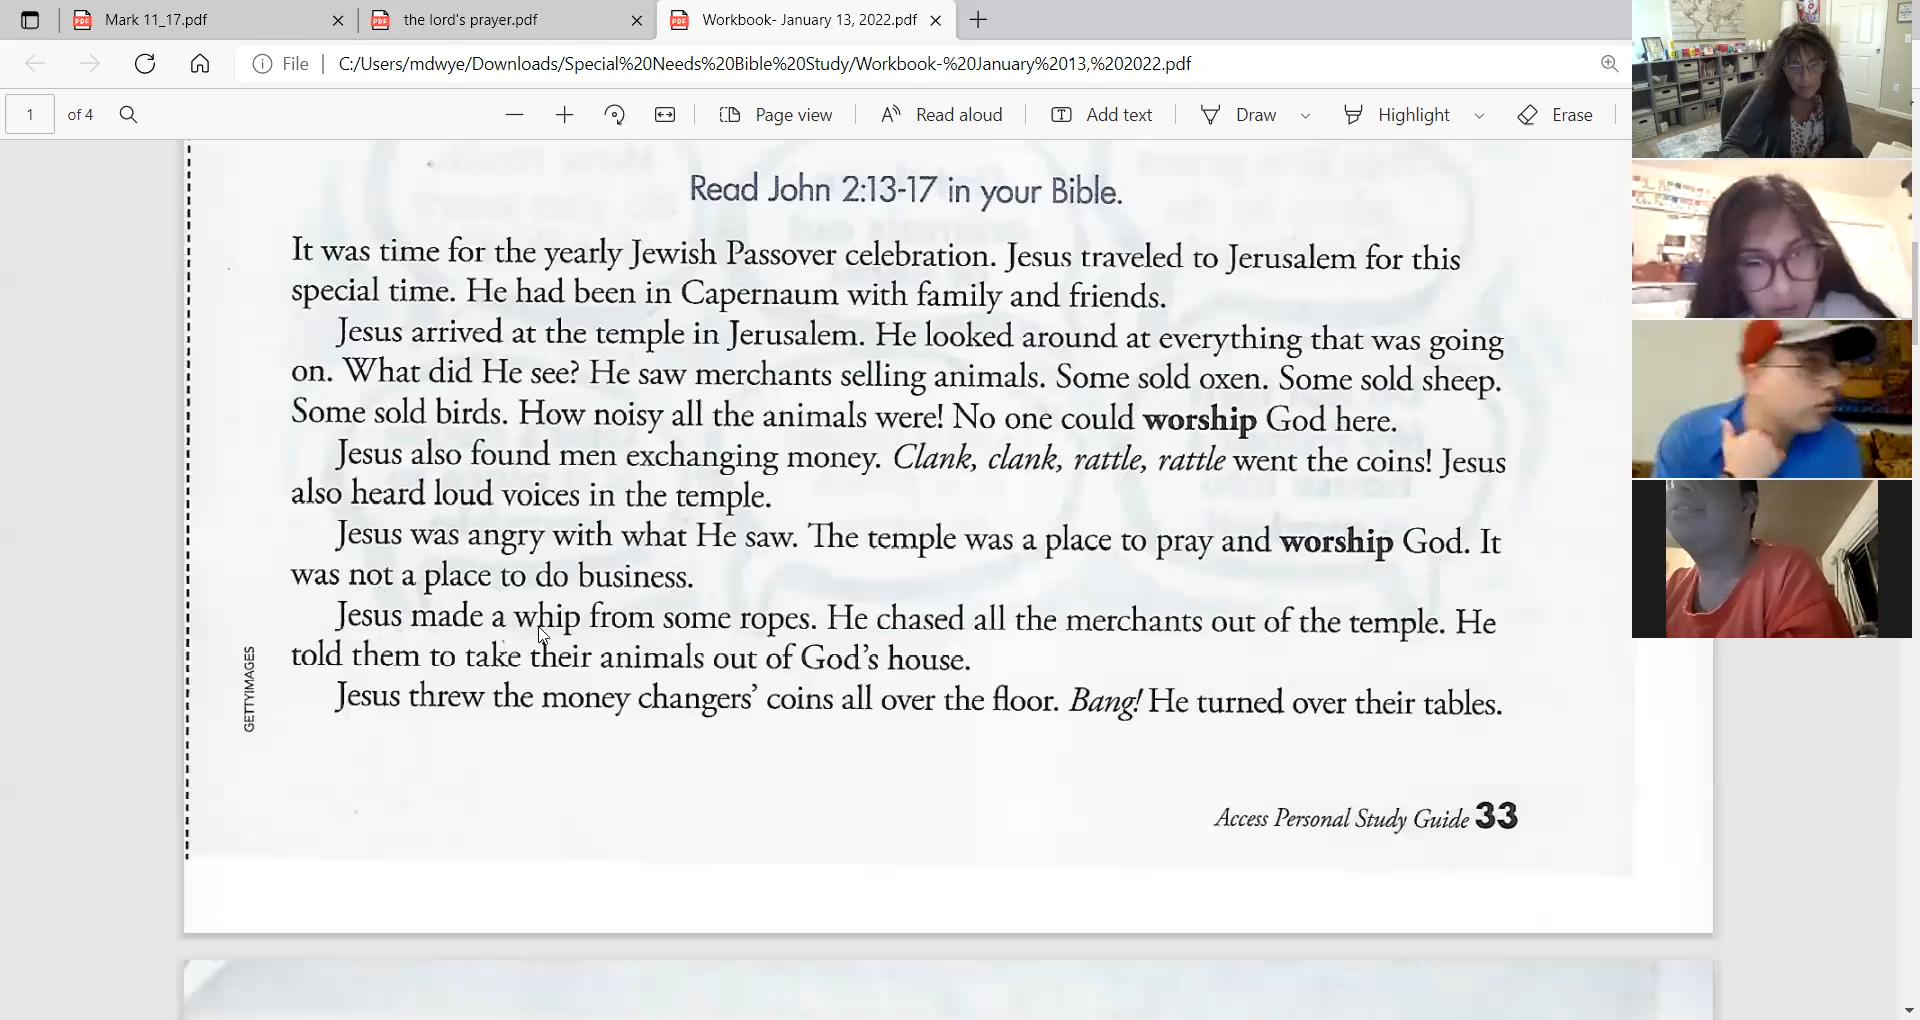 Mark 11_17.pdf
the lord's prayer.pdf
Workbook- January 13, 2022.pdf
File
C:/Users/mdwye/Downloads/Special%20Needs%20Bible%20Study/Workbook-%20January%2013,%202022.pdf
1 of 4
Page view
Read aloud
Add text
Draw
Highlight
Erase
Read John 2:13-17 in your Bible.
It was time for the yearly Jewish Passover celebration. Jesus traveled to Jerusalem for this
special time. He had been in Capernaum with family and friends.
Jesus arrived at the temple in Jerusalem. He looked around at everything that was going
on. What did He see? He saw merchants selling animals. Some sold oxen. Some sold sheep.
Some sold birds. How noisy all the animals were! No one could worship God here.
Jesus also found men exchanging money. Clank, clank, rattle, rattle went the coins! Jesus
also heard loud voices in the temple.
Jesus was angry with what He saw. The temple was a place to pray and worship God. It
was not a place to do business.
Jesus made a whip from some ropes. He chased all the merchants out of the temple. He
told them to take their animals out of God's house.
Jesus threw the money changers' coins all over the floor. Bang! He turned over their tables.
GETTYIMAGES
Access Personal Study Guide 33